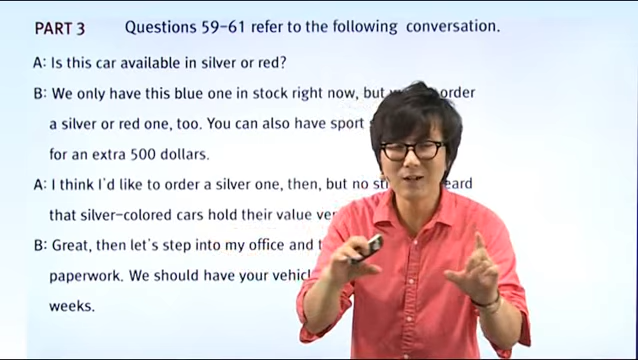 PART 3 Questions 59-61 refer to the following conversation.
A: Is this car available in silver or red?
B: We only have this blue one in stock right now, but order
a silver or red one, too. You can also have sport
for an extra 500 dollars.
A: I think I'd like to order a silver one, then, but no
that silver-colored cars hold their value
B: Great, then let's step into my office and
paperwork. We should have your
weeks.